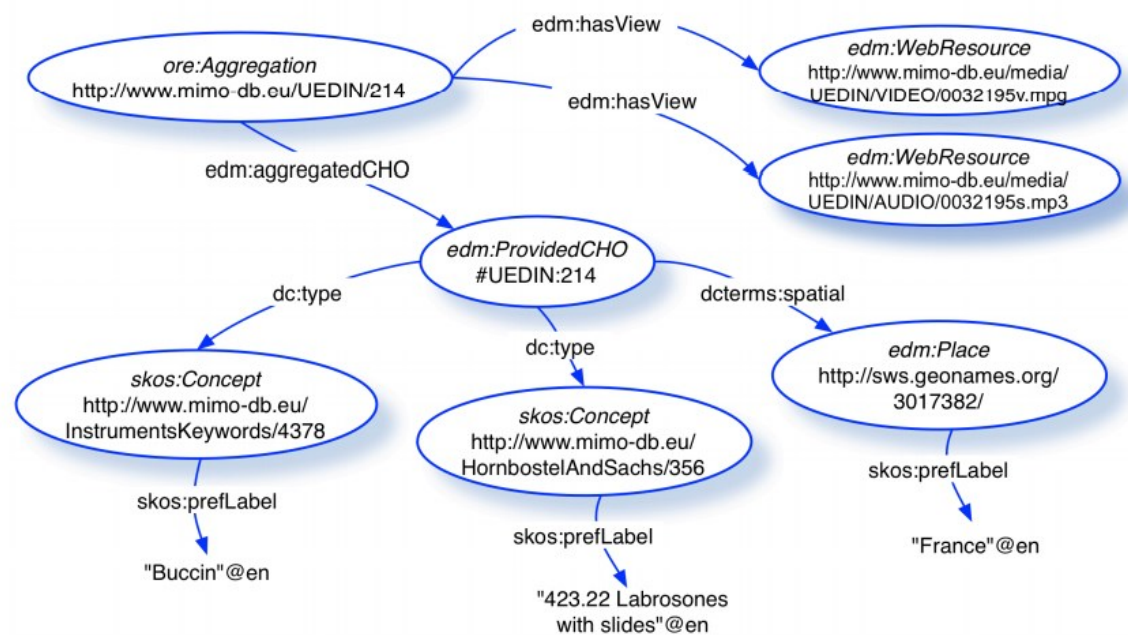 edm:hasView
ore:Aggregation
http://www.mimo-db.eu/UEDIN/214
edm:WebResource
http://www.mimo-db.eu/media/
UEDIN/VIDEO/0032195v.mpg
edm:hasView
edm:WebResource
http://www.mimo-db.eu/media/
UEDIN/AUDIO/0032195s.mp3
edm:aggregatedCHO
edm:ProvidedCHO
#UEDIN:214
dc:type
dcterms:spatial
dc:type
skos:Concept
http://www.mimo-db.eu/
InstrumentsKeywords/4378
skos:Concept
http://www.mimo-db.eu/
HornbostelAndSachs/356
edm:Place
http://sws.geonames.org/
3017382/
skos:prefLabel
"Buccin"@en
skos:prefLabel
"423.22 Labrosones
with slides"@en
skos:prefLabel
"France"@en